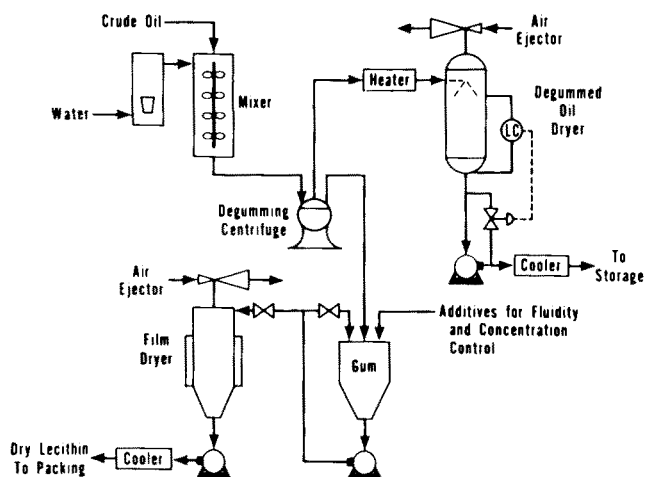 Crude Oil
Air
Ejector
Heater
Mixer
Water
Degummed
Oil
Dryer
LC
Degumming
Centrifuge
Cooler
To
Storage
Air
Ejector
Additives for Fluidity
and Concentration
Control
Film
Dryer
Gum
Dry Lecithin
To Packing
Cooler